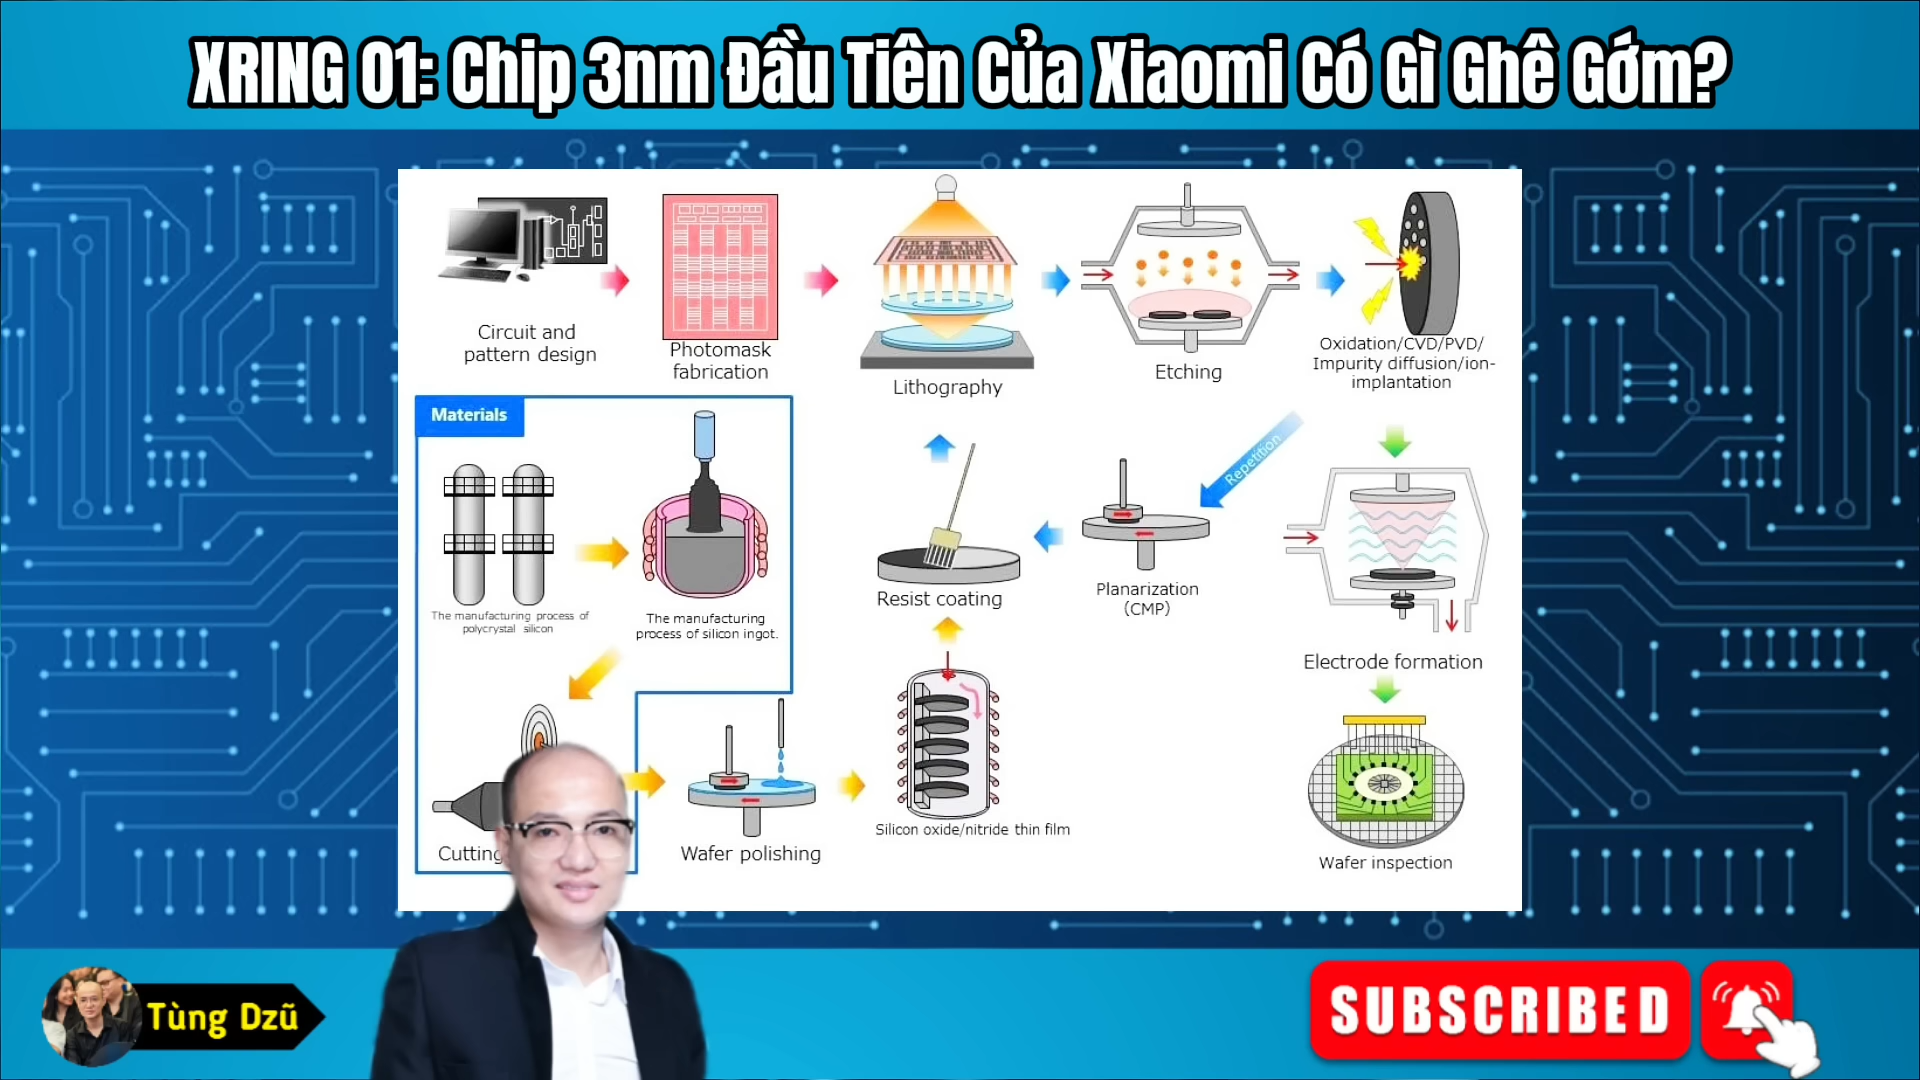 XRING 01: Chip 3nm Đầu Tiên Của Xiaomi Có Gì Ghê Gớm?
Circuit and
pattern design
Photomask
fabrication
Lithography
Etching
Oxidation/CVD/PVD/
Impurity diffusion/ion-
implantation
Materials
The manufacturing process of
polycrystal silicon
The manufacturing
process of silicon ingot.
Repetition
Resist coating
Planarization
(CMP)
Electrode formation
Cutting
Wafer polishing
Silicon oxide/nitride thin film
Wafer inspection
Tùng Dzũ
SUBSCRIBED